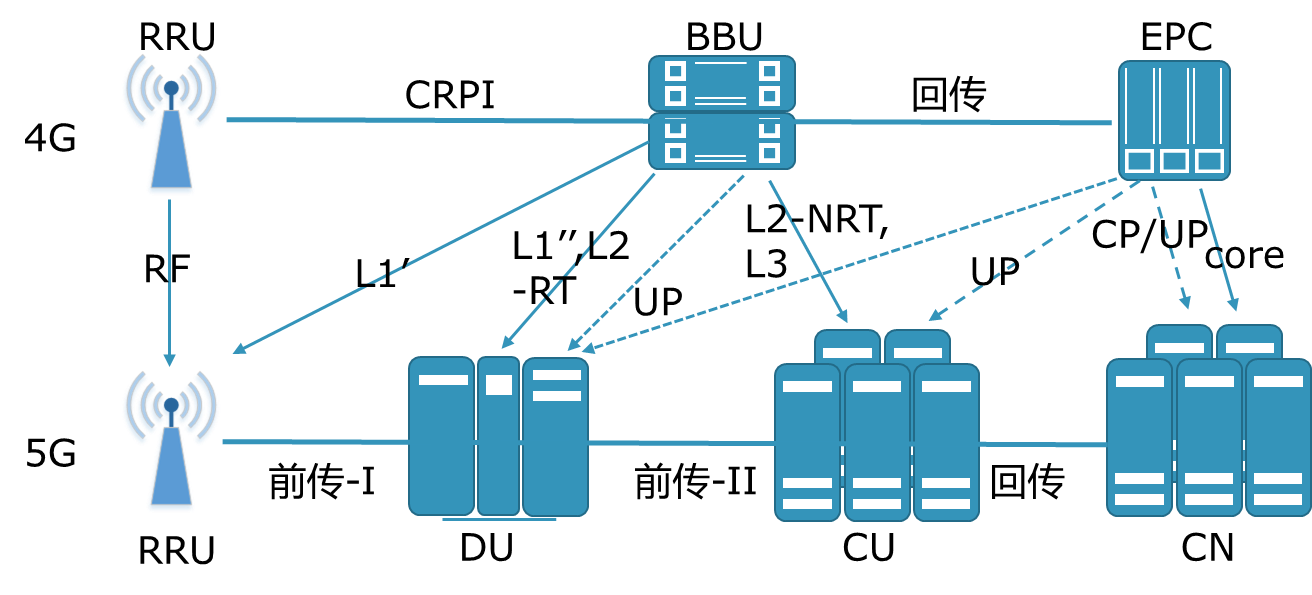 RRU
BBU
EPC
CRPI
回传
4G
L2-NRT,
L3
CP/UP
core
RF
L1′
L1′′,L2
-RT
UP
UP
5G
前传-I
前传-II
回传
RRU
DU
CU
CN